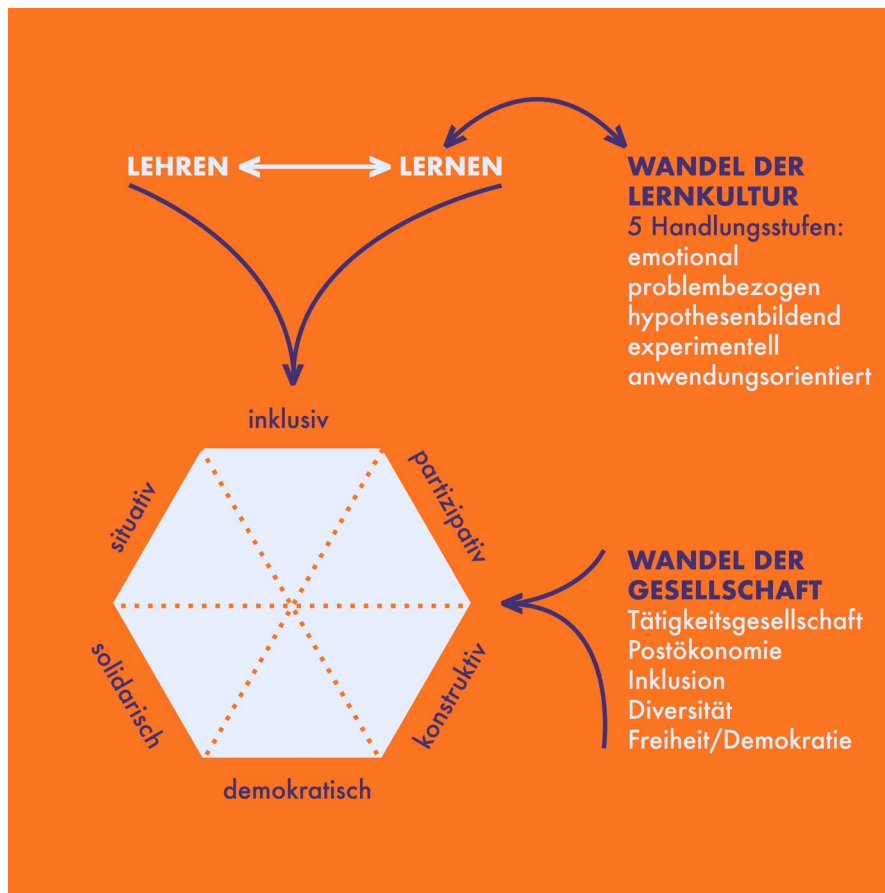 LEHREN
LERNEN
WANDEL DER
LERNKULTUR
5 Handlungsstufen:
emotional
problembezogen
hypothesenbildend
experimentell
anwendungsorientiert
inklusiv
partizipativ
konstruktiv
demokratisch
solidarisch
situativ
WANDEL DER
GESELLSCHAFT
Tätigkeitsgesellschaft
Postökonomie
Inklusion
Diversität
Freiheit/Demokratie